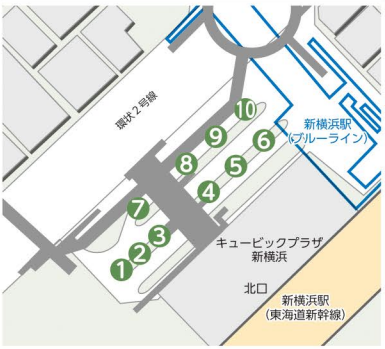 環状2号線
10
9
8
7
6
5
4
3
2
1
新横浜駅
(ブルーライン)
キュービックプラザ
新横浜
北口
新横浜駅
(東海道新幹線)